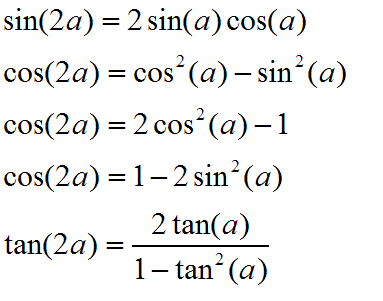 sin(2a) = 2 sin(a) cos(a)
cos(2a) = cos²(a) − sin²(a)
cos(2a) = 2 cos²(a) − 1
cos(2a) = 1 − 2 sin²(a)
tan(2a) = 2 tan(a) / 1 − tan²(a)